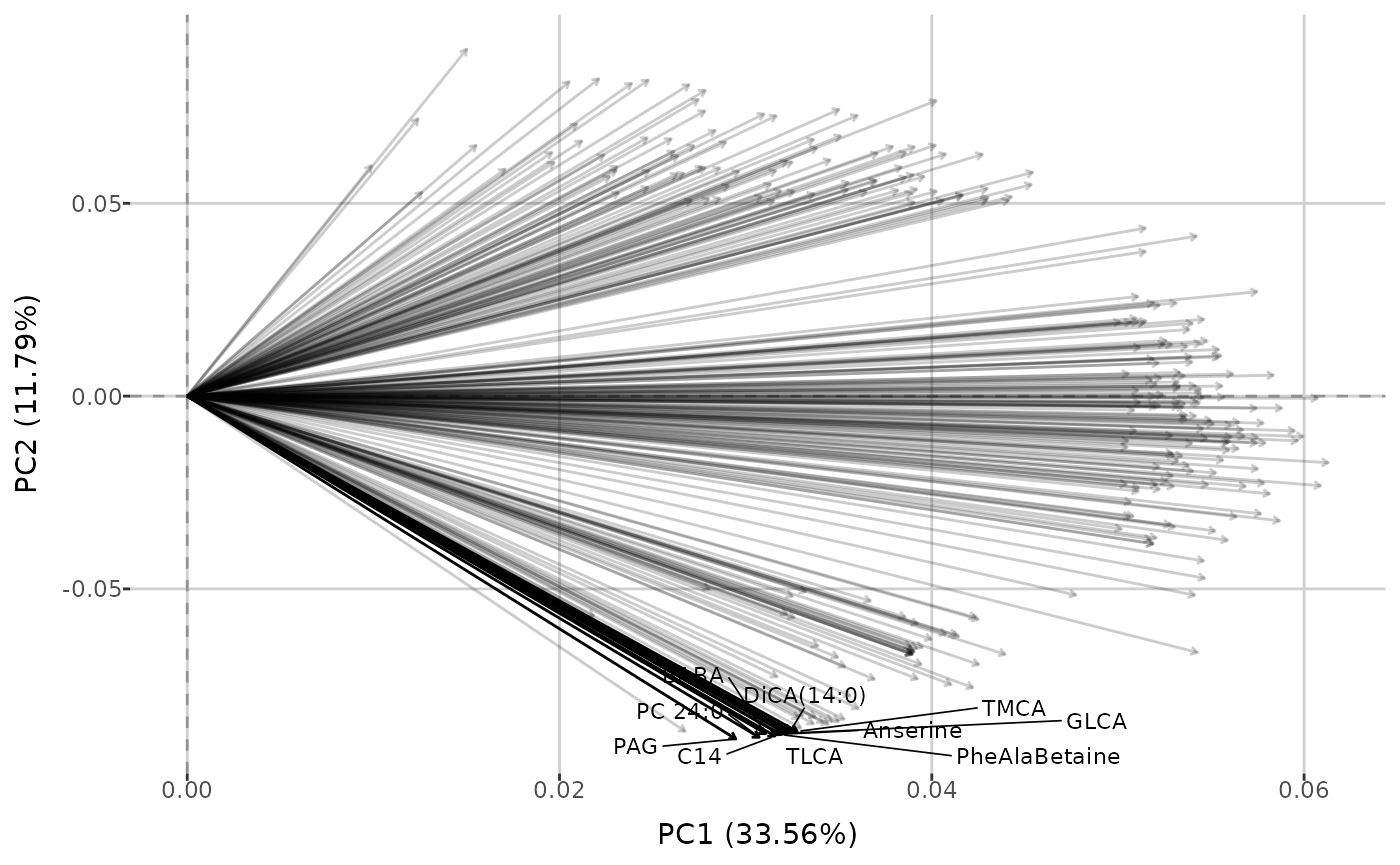 0.05
0.00
-0.05
PC2 (11.79%)
DiCA(14:0)
PC 24:0
TMCA
GLCA
Anserine
PAG
C14
TLCA
PheAlaBetaine
0.00
0.02
0.04
0.06
PC1 (33.56%)